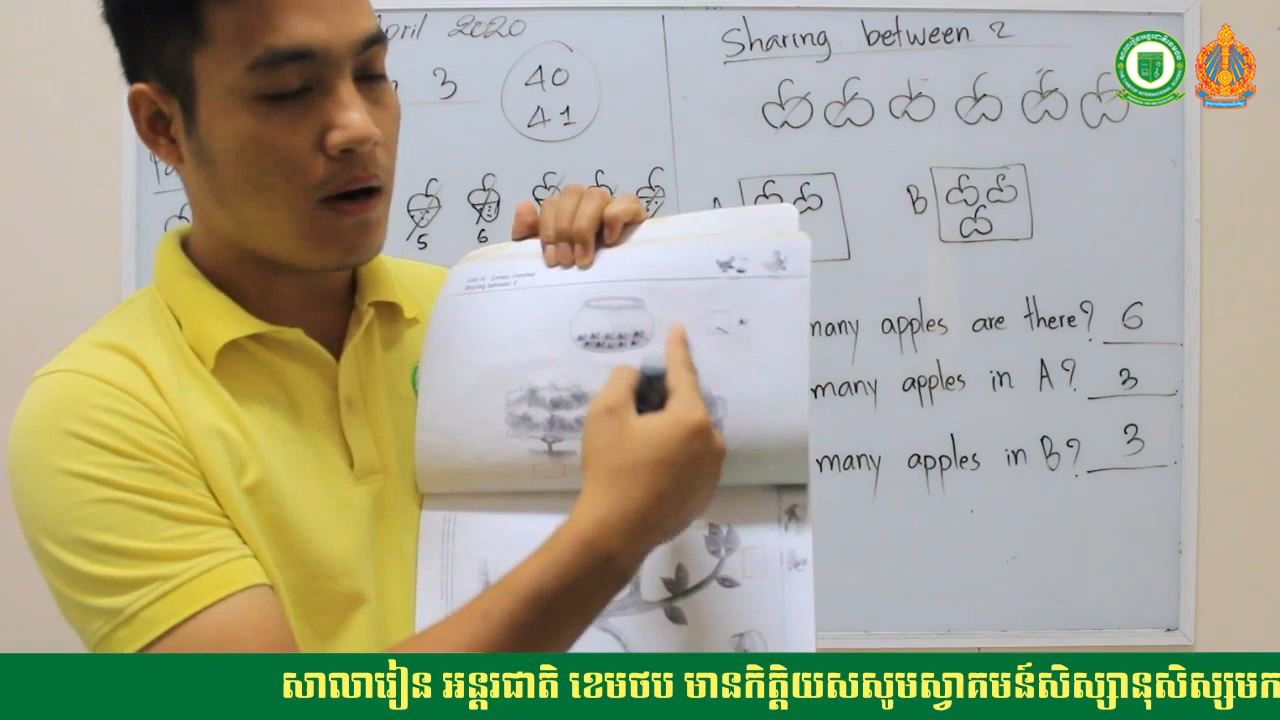 April 2020
3
40
41
5
6
Sharing between 2
B
many apples are there? 6
many apples in A? 3
many apples in B? 3
Sharing between 2
សាលារៀន អន្តរជាតិ ខេមថប មានកិត្តិយសសូមស្វាគមន៍សិស្សានុសិស្សមក